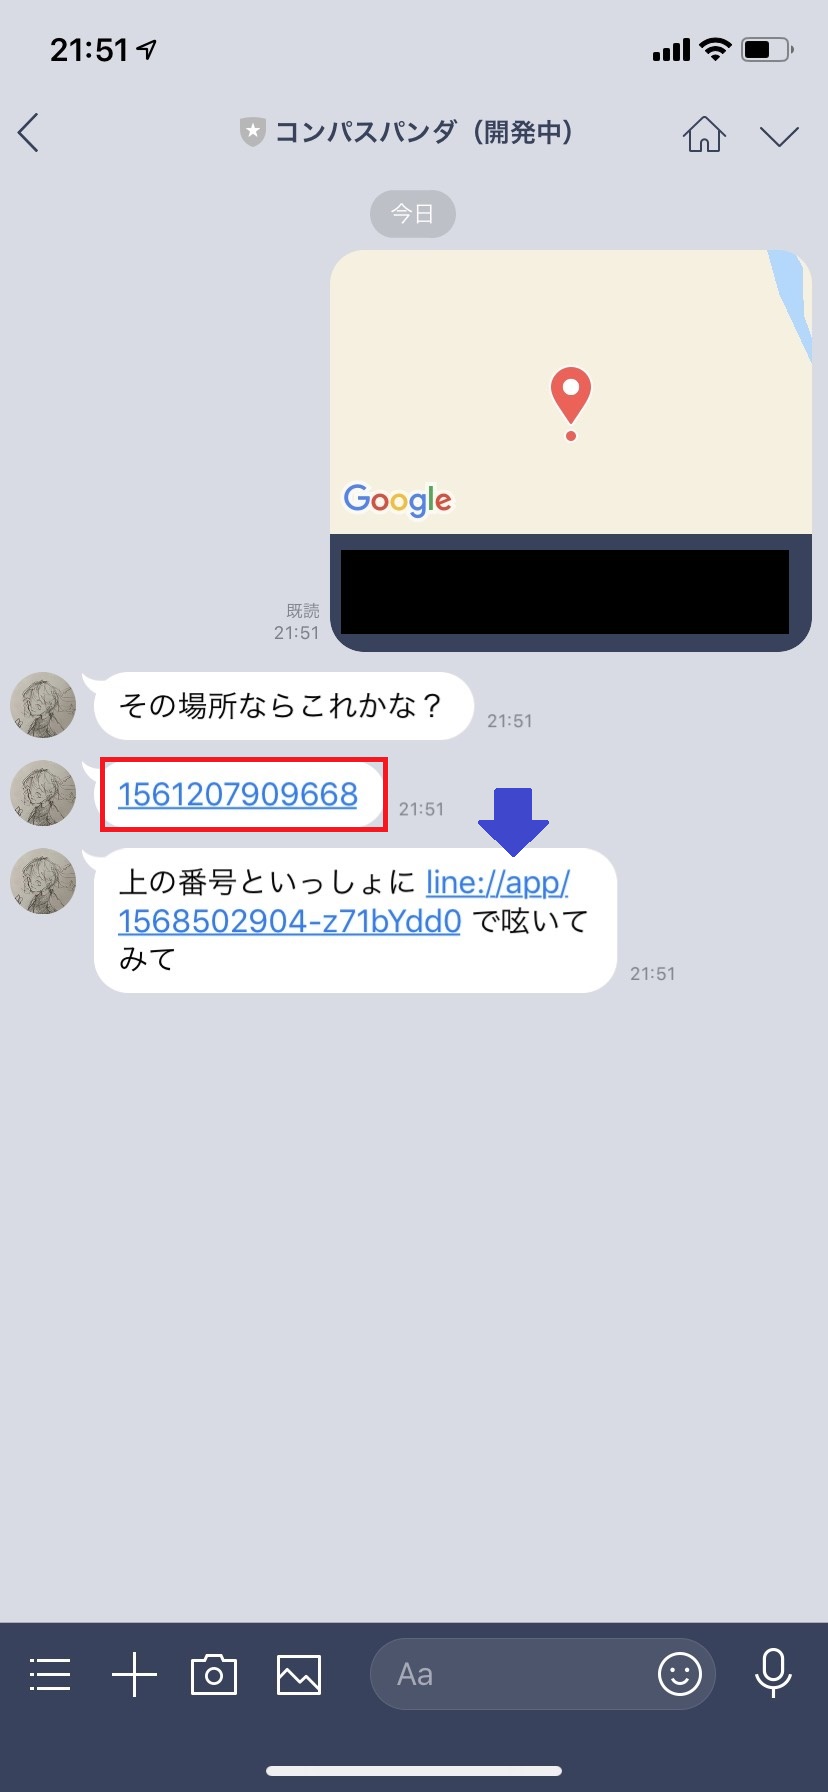 21:51
コンパスパンダ（開発中）
今日
Google
既読
21:51
その場所ならこれかな？
21:51
1561207909668
21:51
上の番号といっしょに line://app/
1568502904-z71bYdd0 で呟いて
みて
21:51
Aa